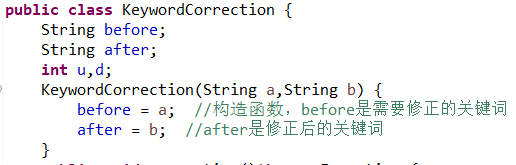 public class KeywordCorrection {
String before;
String after;
int u,d;
KeywordCorrection(String a,String b) {
before = a;  //构造函数，before是需要修正的关键词
after = b;  //after是修正后的关键词
}